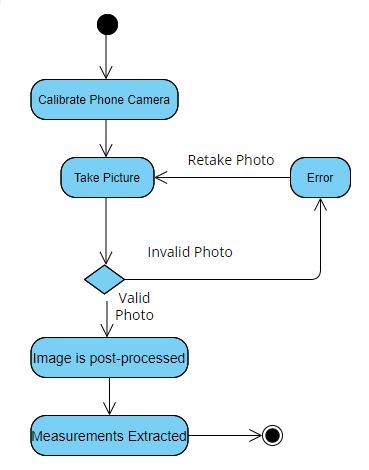 Calibrate Phone Camera
Retake Photo
Take Picture
Error
Invalid Photo
Valid
Photo
Image is post-processed
Measurements Extracted